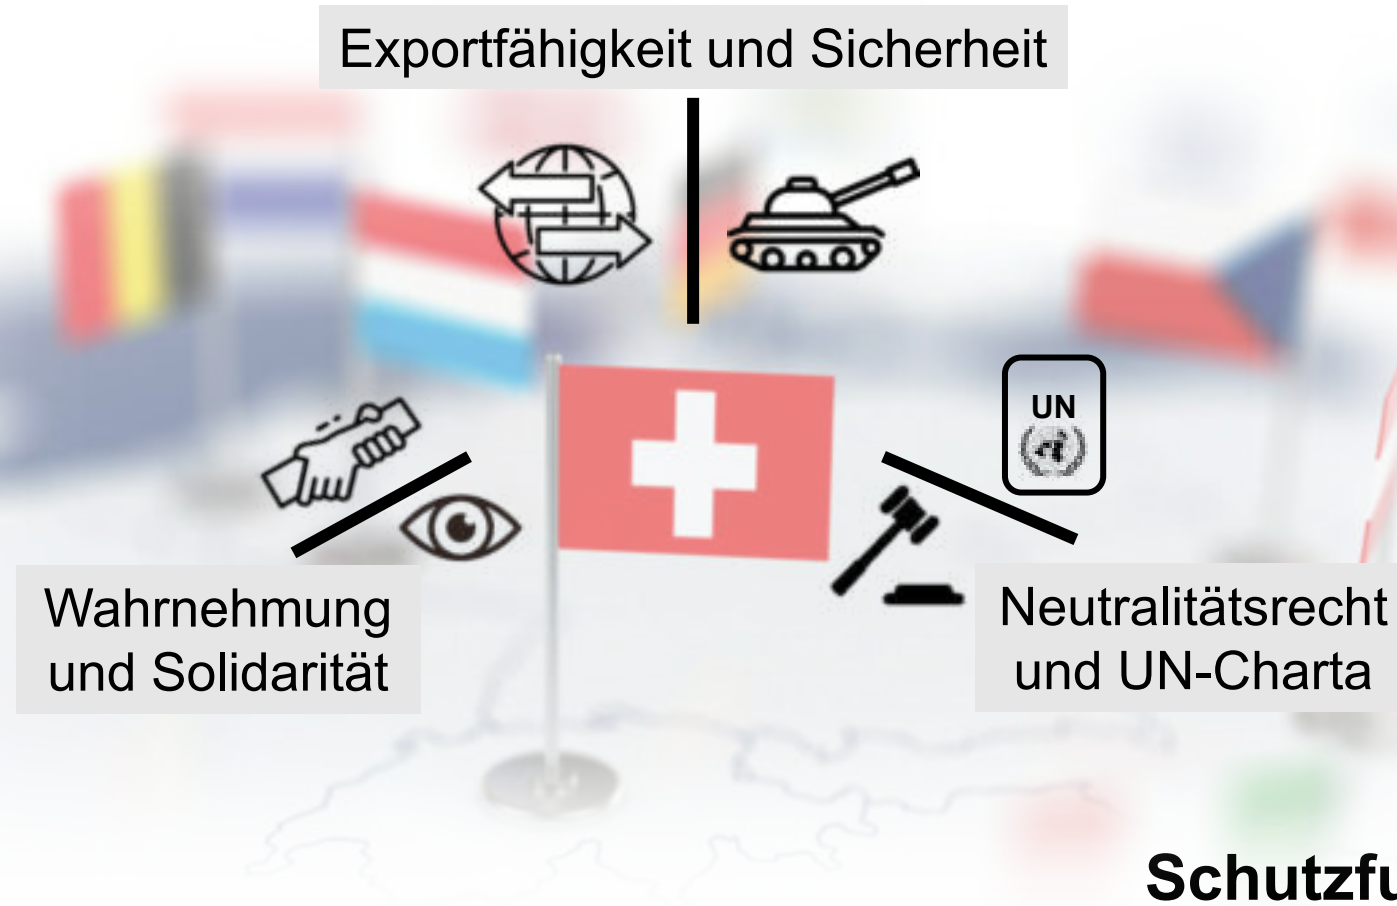 Exportfähigkeit und Sicherheit
UN
Wahrnehmung
und Solidarität
Neutralitätsrecht
und UN-Charta